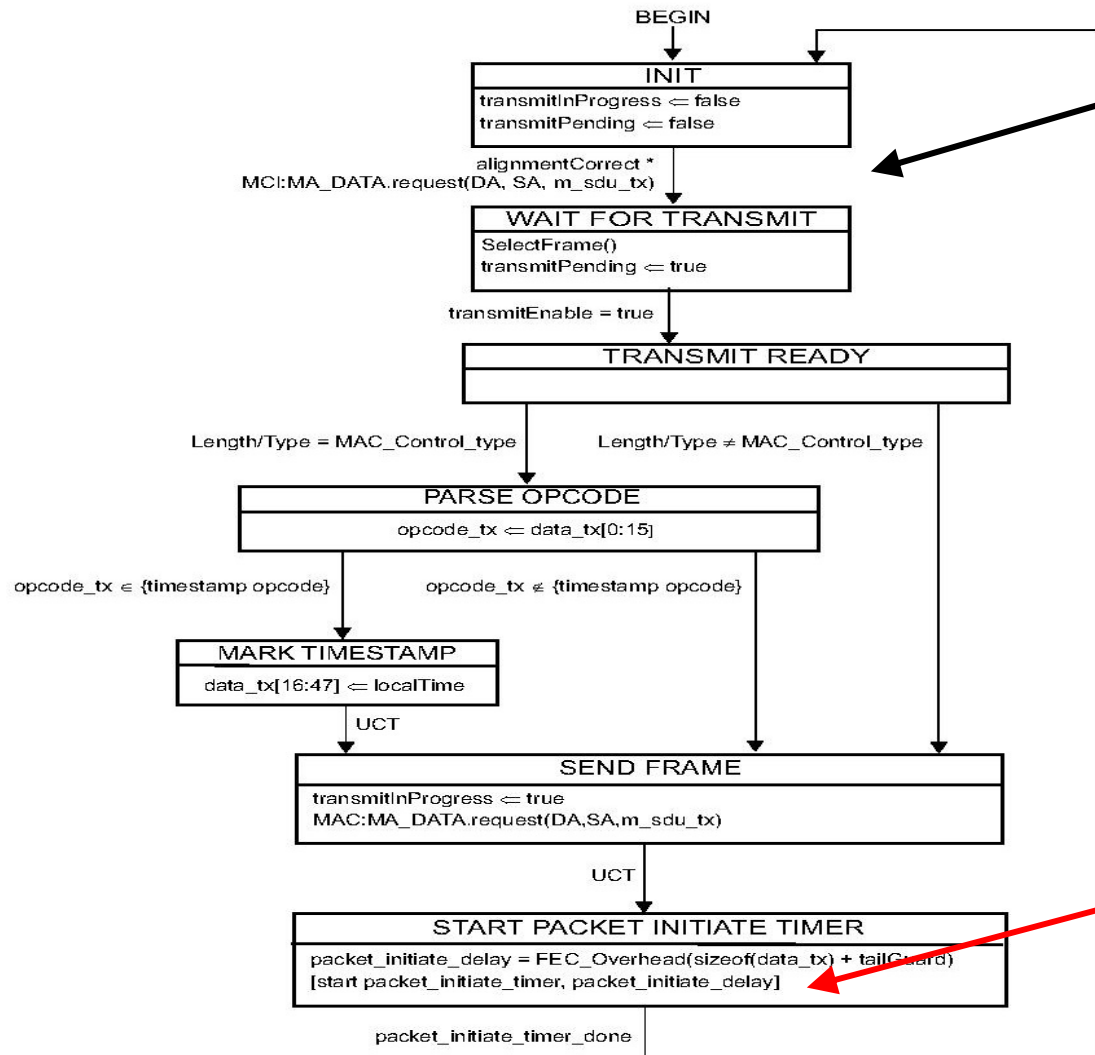 BEGIN
INIT
transmitInProgress ⇐ false
transmitPending ⇐ false
alignmentCorrect *
MCI:MA_DATA.request(DA, SA, m_sdu_tx)
WAIT FOR TRANSMIT
SelectFrame()
transmitPending ⇐ true
transmitEnable = true
TRANSMIT READY
Length/Type = MAC_Control_type
Length/Type ≠ MAC_Control_type
PARSE OPCODE
opcode_tx ⇐ data_tx[0:15]
opcode_tx ∈ {timestamp opcode}
opcode_tx ∉ {timestamp opcode}
MARK TIMESTAMP
data_tx[16:47] ⇐ localTime
UCT
SEND FRAME
transmitInProgress ⇐ true
MAC:MA_DATA.request(DA,SA,m_sdu_tx)
UCT
START PACKET INITIATE TIMER
packet_initiate_delay = FEC_Overhead(sizeof(data_tx) + tailGuard)
[start packet_initiate_timer, packet_initiate_delay]
packet_initiate_timer_done